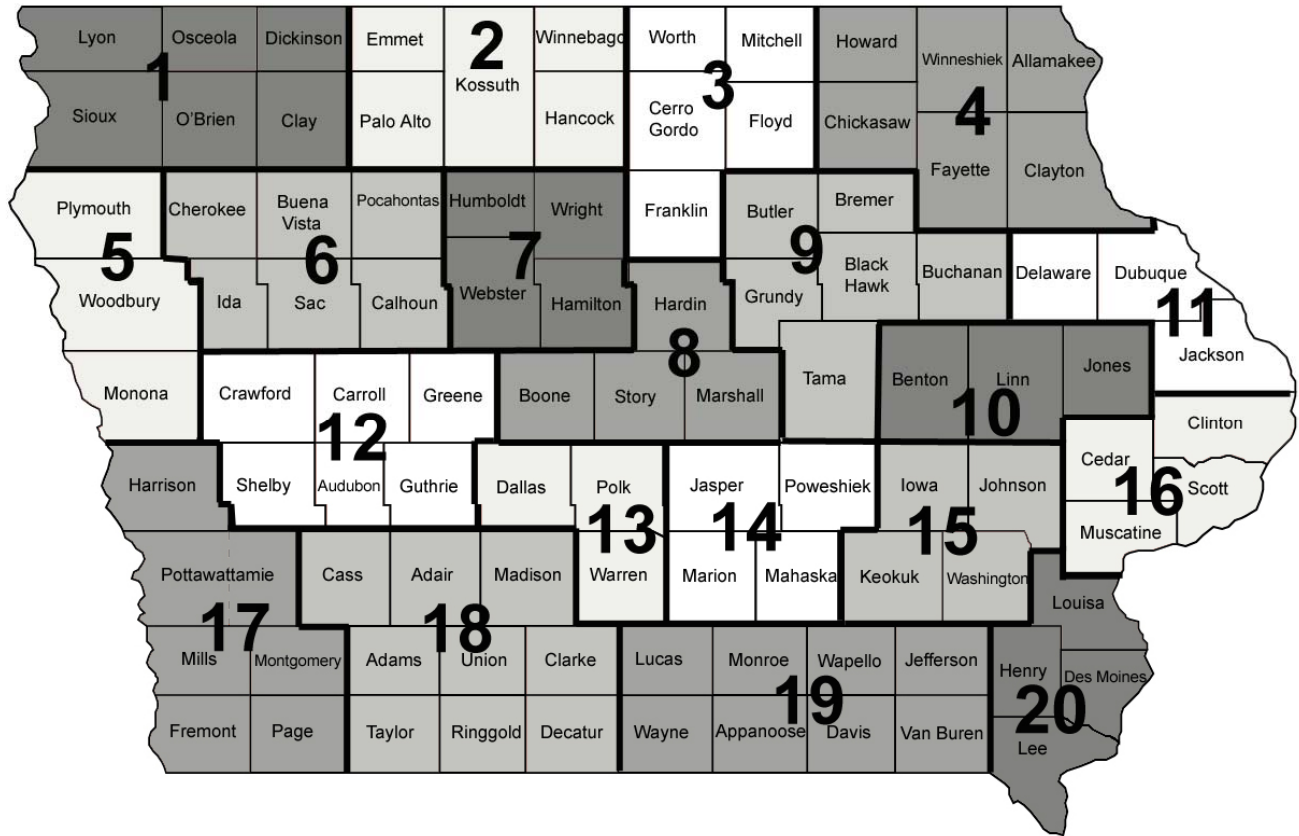 Lyon
Osceola
Dickinson
1
Sioux
O'Brien
Clay
Emmet
2
Kossuth
Winnebago
Palo Alto
Hancock
Worth
Mitchell
3
Cerro
Gordo
Floyd
Franklin
Howard
Winneshiek
Allamakee
Chickasaw
4
Fayette
Clayton
Plymouth
5
Woodbury
Monona
Cherokee
Buena
Vista
Pocahontas
6
Ida
Sac
Calhoun
Humboldt
Wright
7
Webster
Hamilton
Hardin
8
Boone
Story
Marshall
Butler
Bremer
9
Black
Hawk
Buchanan
Grundy
Tama
Benton
Linn
Jones
10
Delaware
Dubuque
11
Jackson
Crawford
Carroll
Greene
12
Shelby
Audubon
Guthrie
Dallas
Polk
13
Warren
Jasper
Poweshiek
14
Marion
Mahaska
Iowa
Johnson
15
Keokuk
Washington
Clinton
Cedar
16
Scott
Muscatine
Harrison
Pottawattamie
17
Mills
Montgomery
Fremont
Page
Cass
Adair
Madison
18
Adams
Union
Clarke
Taylor
Ringgold
Decatur
Lucas
Monroe
Wapello
Jefferson
19
Wayne
Appanoose
Davis
Van Buren
Louisa
Henry
Des Moines
20
Lee